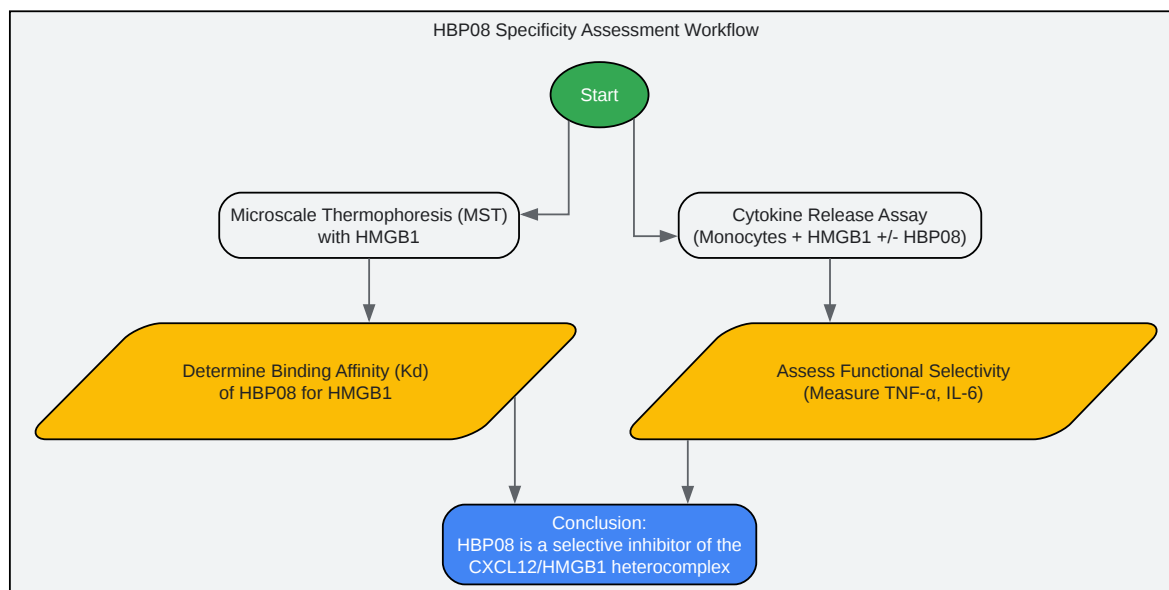 HBP08 Specificity Assessment Workflow
Start
Microscale Thermophoresis (MST)
with HMGB1
Cytokine Release Assay
(Monocytes + HMGB1 +/- HBP08)
Determine Binding Affinity (Kd)
of HBP08 for HMGB1
Assess Functional Selectivity
(Measure TNF-α, IL-6)
Conclusion:
HBP08 is a selective inhibitor of the
CXCL12/HMGB1 heterocomplex